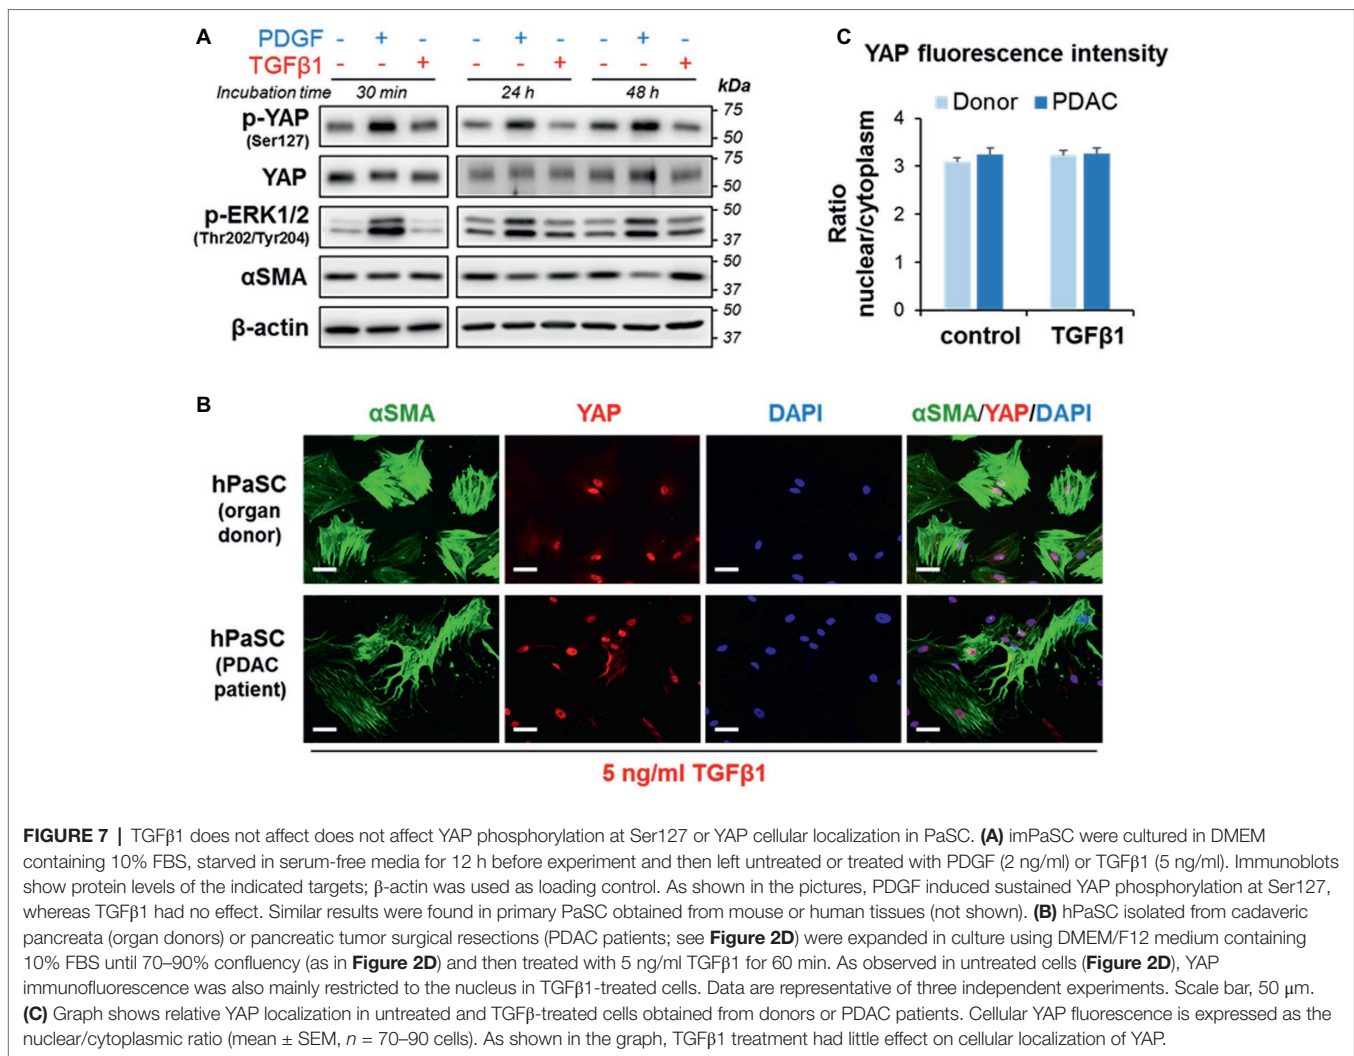 A
PDGF - + - - + - - + -
TGFβ1 - - + - - + - - +
Incubation time 30 min 24 h 48 h kDa
p-YAP
(Ser127)
75
50
YAP
75
50
p-ERK1/2
(Thr202/Tyr204)
50
37
αSMA
50
37
β-actin
50
37
C
YAP fluorescence intensity
Donor PDAC
Ratio
nuclear/cytoplasm
4
3
2
1
0
control TGFβ1
B
αSMA YAP DAPI αSMA/YAP/DAPI
hPaSC
(organ
donor)
hPaSC
(PDAC
patient)
5 ng/ml TGFβ1
FIGURE 7 | TGFβ1 does not affect does not affect YAP phosphorylation at Ser127 or YAP cellular localization in PaSC. (A) imPaSC were cultured in DMEM
containing 10% FBS, starved in serum-free media for 12 h before experiment and then left untreated or treated with PDGF (2 ng/ml) or TGFβ1 (5 ng/ml). Immunoblots
show protein levels of the indicated targets; β-actin was used as loading control. As shown in the pictures, PDGF induced sustained YAP phosphorylation at Ser127,
whereas TGFβ1 had no effect. Similar results were found in primary PaSC obtained from mouse or human tissues (not shown). (B) hPaSC isolated from cadaveric
pancreata (organ donors) or pancreatic tumor surgical resections (PDAC patients; see Figure 2D) were expanded in culture using DMEM/F12 medium containing
10% FBS until 70–90% confluency (as in Figure 2D) and then treated with 5 ng/ml TGFβ1 for 60 min. As observed in untreated cells (Figure 2D), YAP
immunofluorescence was also mainly restricted to the nucleus in TGFβ1-treated cells. Data are representative of three independent experiments. Scale bar, 50 μm.
(C) Graph shows relative YAP localization in untreated and TGFβ-treated cells obtained from donors or PDAC patients. Cellular YAP fluorescence is expressed as the
nuclear/cytoplasmic ratio (mean ± SEM, n = 70–90 cells). As shown in the graph, TGFβ1 treatment had little effect on cellular localization of YAP.